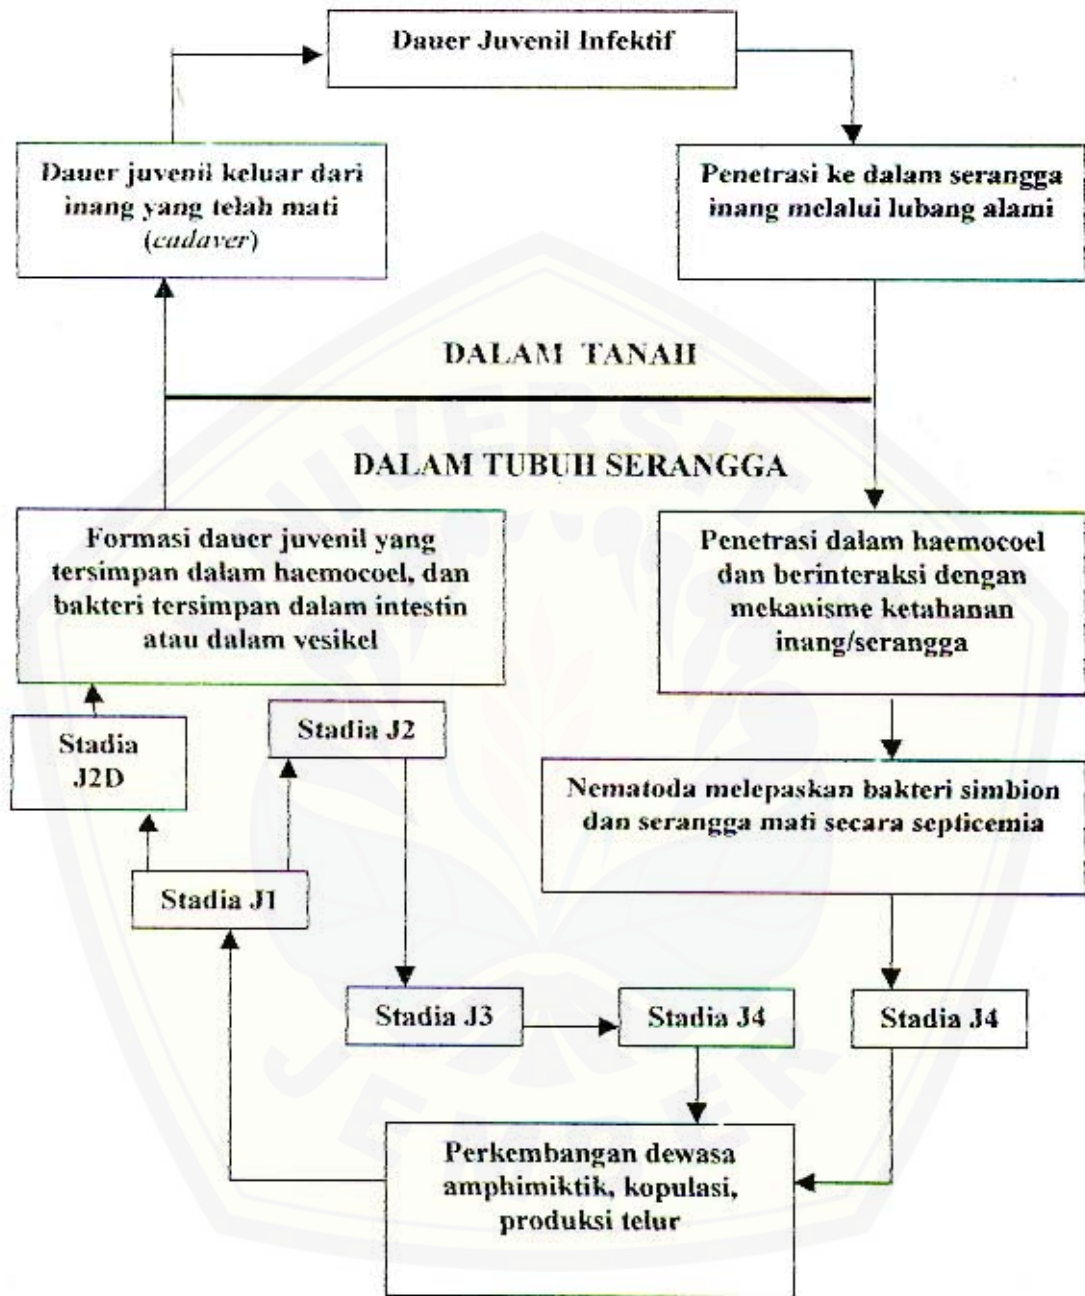 Dauer Juvenil Infektif
Dauer juvenil keluar dari
inang yang telah mati
(cadaver)
Penetrasi ke dalam serangga
inang melalui lubang alami
DALAM TANAH
DALAM TUBUH SERANGGA
Formasi dauer juvenil yang
tersimpan dalam haemocoel, dan
bakteri tersimpan dalam intestin
atau dalam vesikel
Penetrasi dalam haemocoel
dan berinteraksi dengan
mekanisme ketahanan
inang/serangga
Stadia
J2D
Stadia J2
Nematoda melepaskan bakteri simbion
dan serangga mati secara septicemia
Stadia J1
Stadia J3
Stadia J4
Stadia J4
Perkembangan dewasa
amphimiktik, kopulasi,
produksi telur
UNIVERSITAS
JEMBER